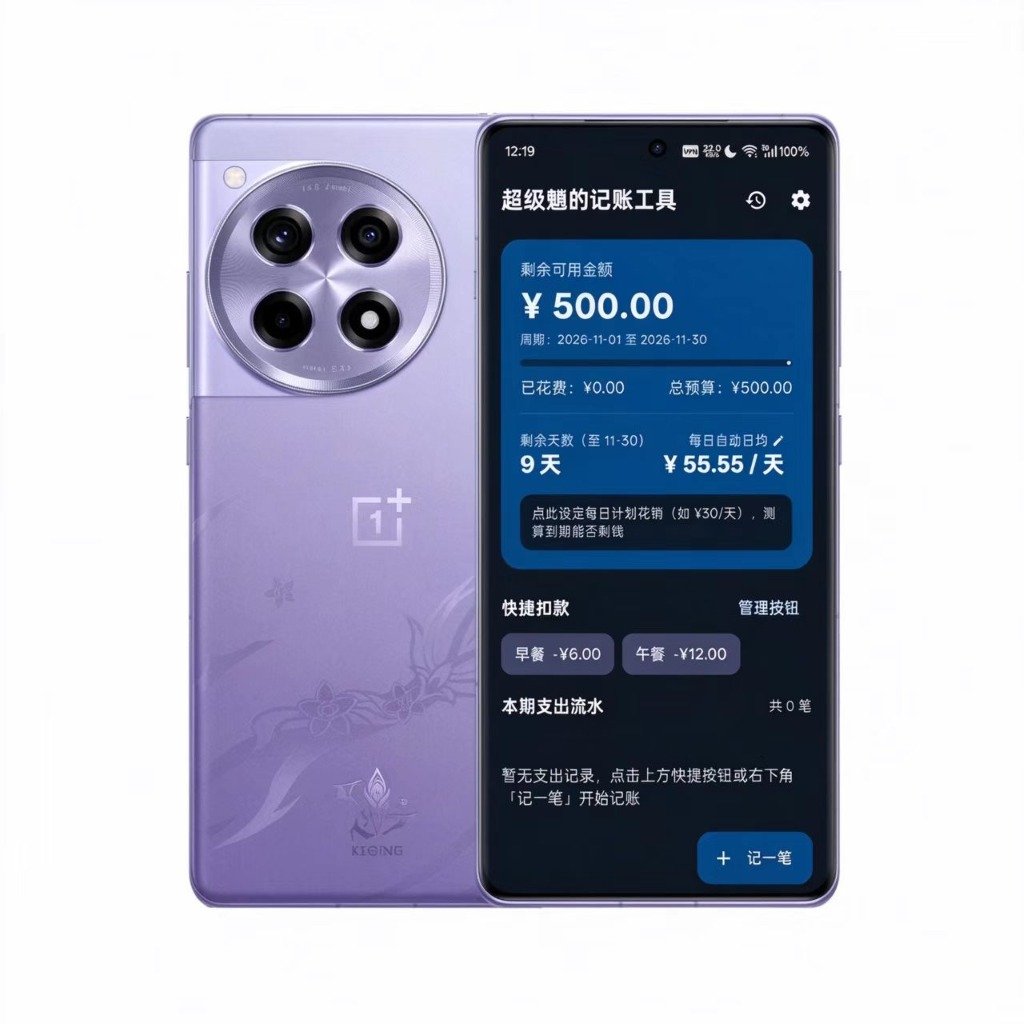 1
KIGING
12:19
VPN 22.0 KB/s 100%
超级魈的记账工具
剩余可用金额
¥ 500.00
周期：2026-11-01 至 2026-11-30
已花费：¥0.00 总预算：¥500.00
剩余天数（至 11-30） 每日自动日均
9 天 ¥ 55.55 / 天
点此设定每日计划花销（如 ¥30/天），测
算到期能否剩钱
快捷扣款 管理按钮
早餐 -¥6.00 午餐 -¥12.00
本期支出流水 共 0 笔
暂无支出记录，点击上方快捷按钮或右下角
「记一笔」开始记账
+ 记一笔